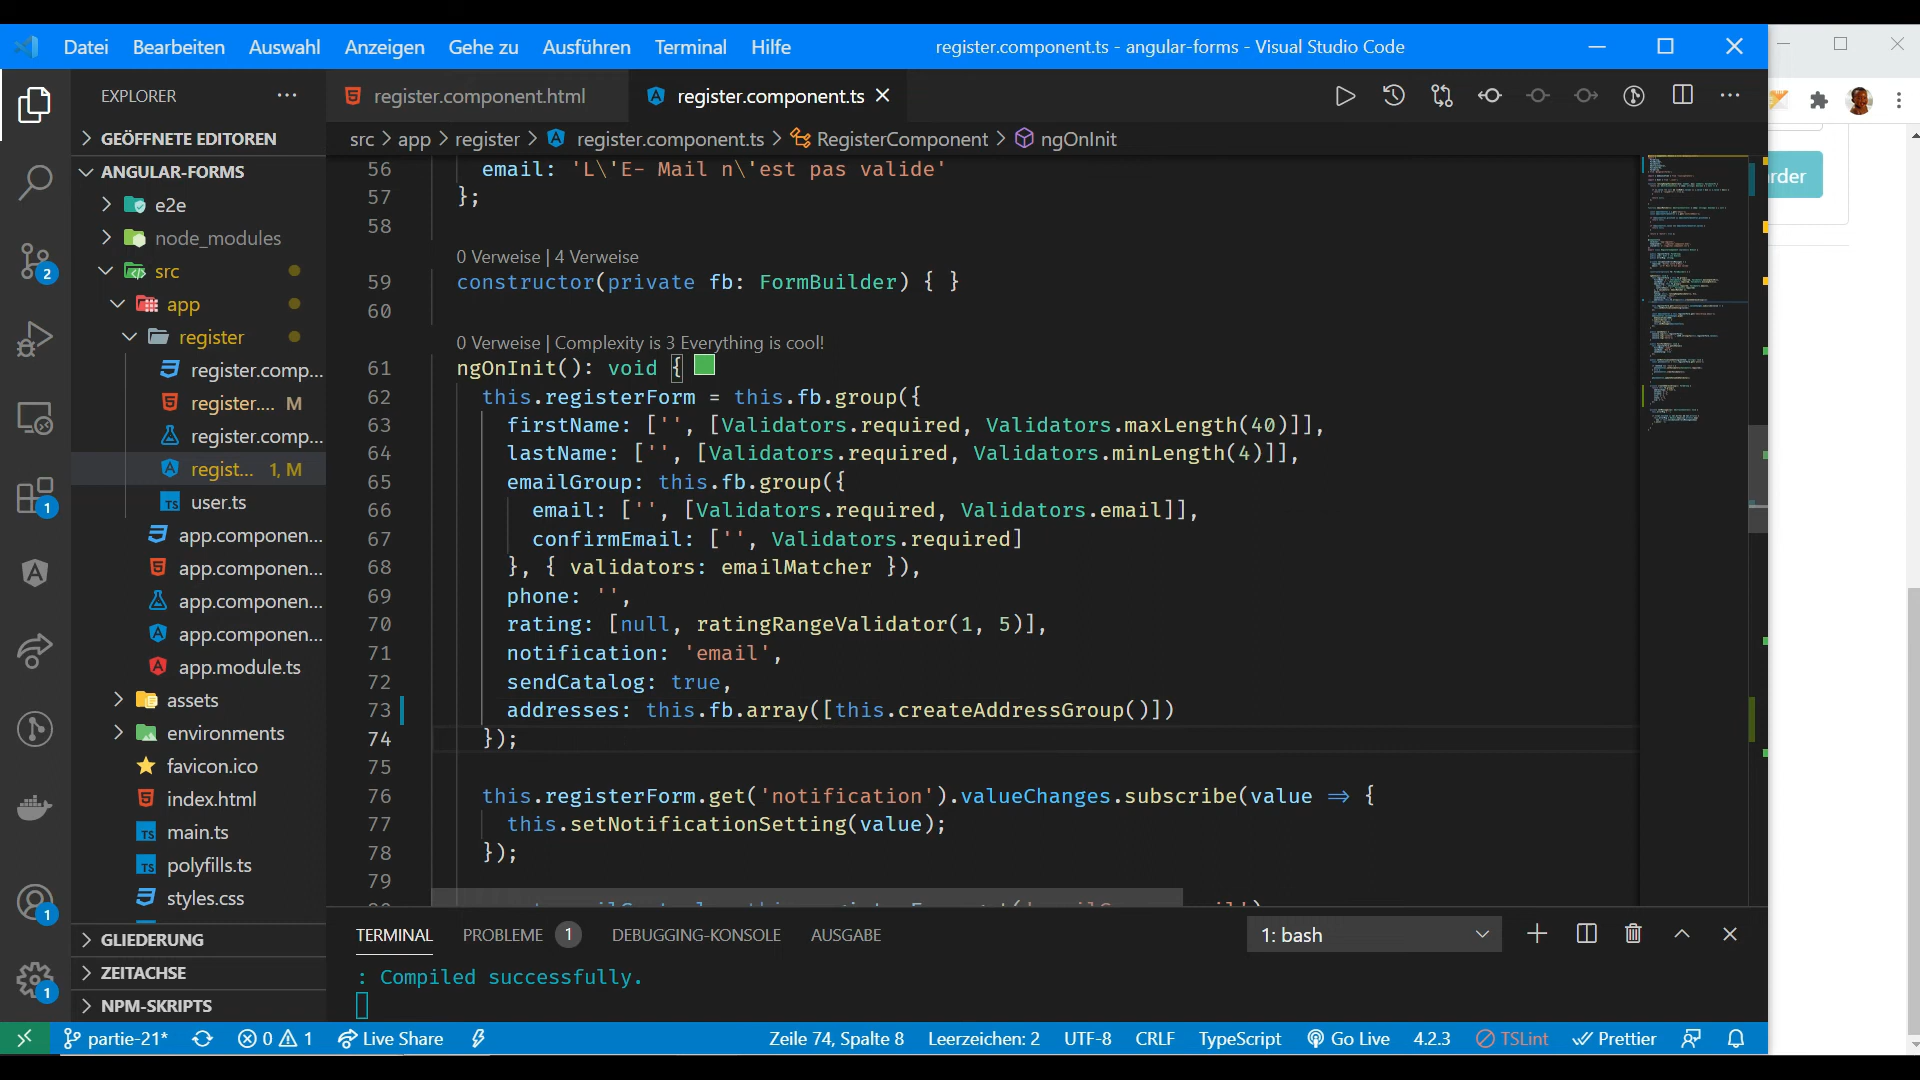 Datei Bearbeiten Auswahl Anzeigen Gehe zu Ausführen Terminal Hilfe
register.component.ts - angular-forms - Visual Studio Code
EXPLORER
GEÖFFNETE EDITOREN
ANGULAR-FORMS
e2e
node_modules
src
app
register
register.comp...
register.... M
register.comp...
regist... 1, M
TS user.ts
app.componen...
app.componen...
app.componen...
app.componen...
app.module.ts
assets
environments
favicon.ico
index.html
TS main.ts
TS polyfills.ts
styles.css
GLIEDERUNG
ZEITACHSE
NPM-SKRIPTS
2
1
1
1
register.component.html
register.component.ts
src > app > register > register.component.ts > RegisterComponent > ngOnInit
56 email: 'L\'E- Mail n\'est pas valide'
57 };
58
0 Verweise | 4 Verweise
59 constructor(private fb: FormBuilder) { }
60
0 Verweise | Complexity is 3 Everything is cool!
61 ngOnInit(): void {
62 this.registerForm = this.fb.group({
63 firstName: ['', [Validators.required, Validators.maxLength(40)]],
64 lastName: ['', [Validators.required, Validators.minLength(4)]],
65 emailGroup: this.fb.group({
66 email: ['', [Validators.required, Validators.email]],
67 confirmEmail: ['', Validators.required]
68 }, { validators: emailMatcher }),
69 phone: '',
70 rating: [null, ratingRangeValidator(1, 5)],
71 notification: 'email',
72 sendCatalog: true,
73 addresses: this.fb.array([this.createAddressGroup()])
74 });
75
76 this.registerForm.get('notification').valueChanges.subscribe(value ⇒ {
77 this.setNotificationSetting(value);
78 });
79
TERMINAL PROBLEME 1 DEBUGGING-KONSOLE AUSGABE
1: bash
: Compiled successfully.
partie-21* 0 1 Live Share
Zeile 74, Spalte 8 Leerzeichen: 2 UTF-8 CRLF TypeScript Go Live 4.2.3 TSLint Prettier
rder